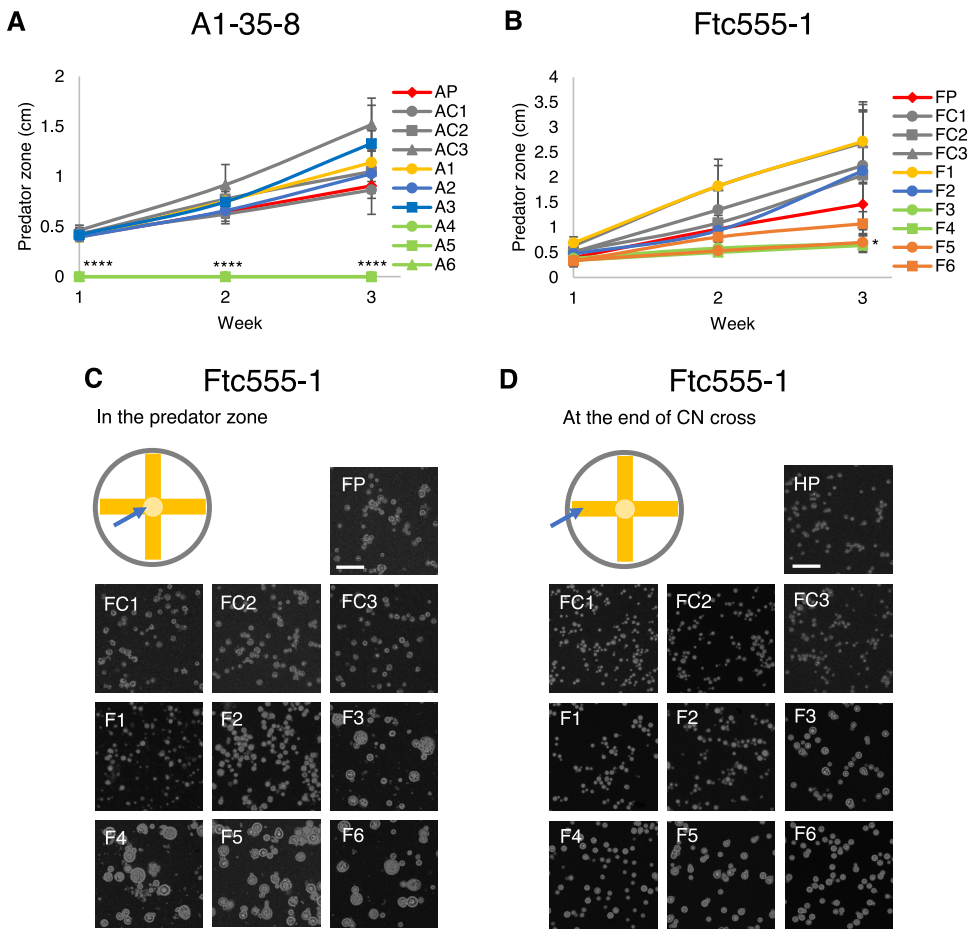 A
A1-35-8
Predator zone (cm)
2
1.5
1
0.5
0
****
****
****
1
2
3
Week
AP
AC1
AC2
AC3
A1
A2
A3
A4
A5
A6
B
Ftc555-1
Predator zone (cm)
4
3.5
3
2.5
2
1.5
1
0.5
0
*
1
2
3
Week
FP
FC1
FC2
FC3
F1
F2
F3
F4
F5
F6
C
Ftc555-1
In the predator zone
FP
FC1
FC2
FC3
F1
F2
F3
F4
F5
F6
D
Ftc555-1
At the end of CN cross
HP
FC1
FC2
FC3
F1
F2
F3
F4
F5
F6